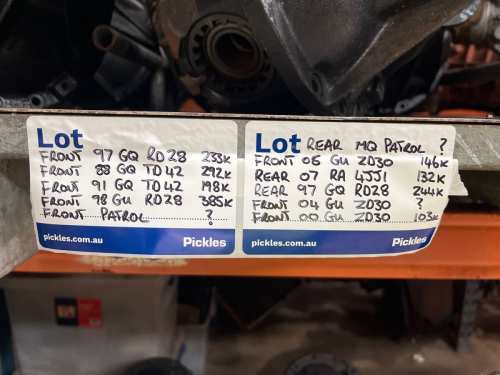 Lot
FRONT 97 GQ RD28 233K
FRONT 88 GQ TD42 292K
FRONT 91 GQ TD42 198K
FRONT 98 GU RD28 385K
FRONT PATROL ?
pickles.com.au Pickles
Lot REAR MQ PATROL ?
FRONT 05 GU ZD30 146K
REAR 07 RA 4JJ1 132K
REAR 97 GQ RD28 244K
FRONT 04 GU ZD30 ?
FRONT 00 GU ZD30 103K
pickles.com.au Pickles